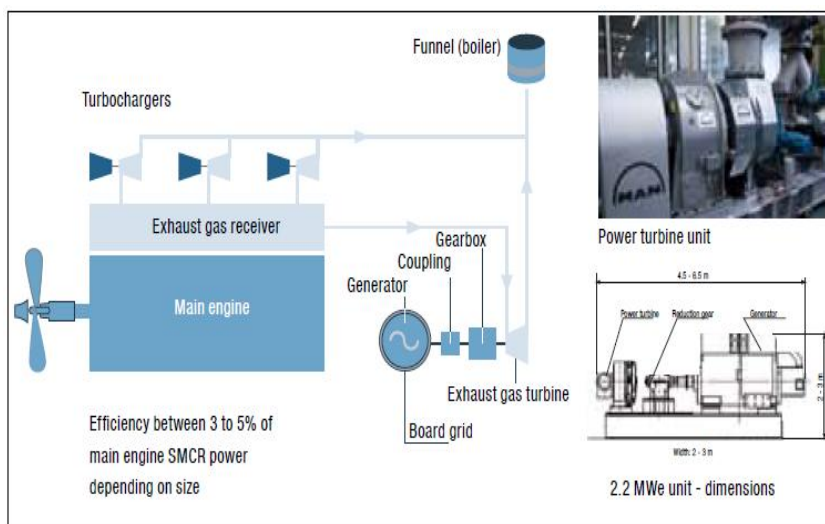 Funnel (boiler)
Turbochargers
Exhaust gas receiver
Main engine
Generator
Coupling
Gearbox
Exhaust gas turbine
Board grid
Efficiency between 3 to 5% of
main engine SMCR power
depending on size
MAN
Power turbine unit
4.5 - 6.5 m
Power turbine
Reduction gear
Generator
2 - 3 m
Width: 2 - 3 m
2.2 MWe unit - dimensions